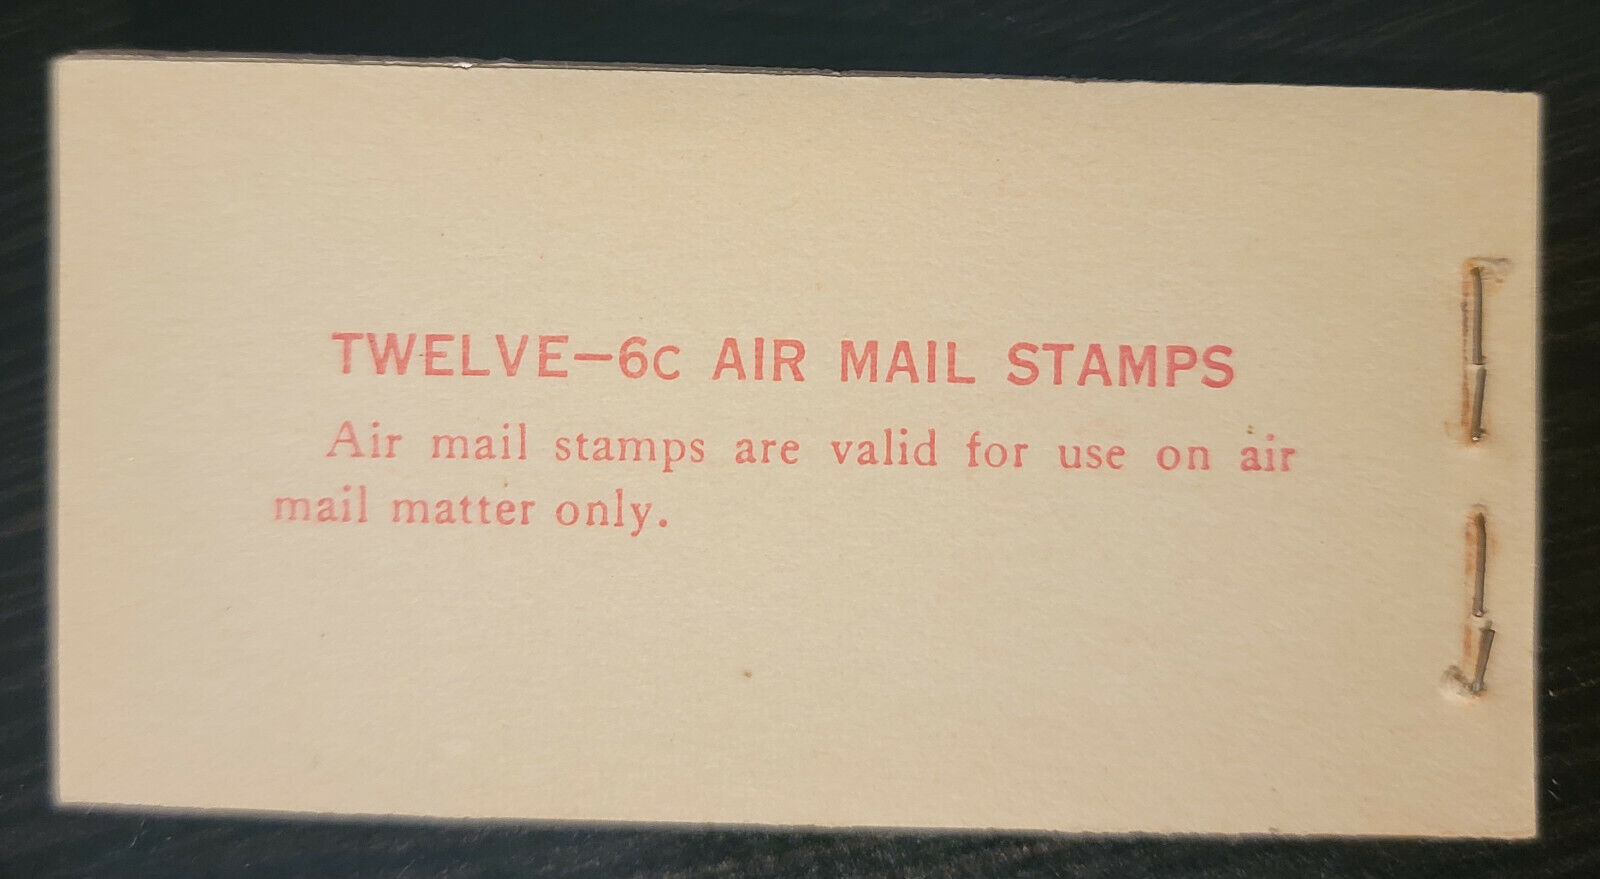 TWELVE—6c AIR MAIL STAMPS
Air mail stamps are valid for use on air
mail matter only.